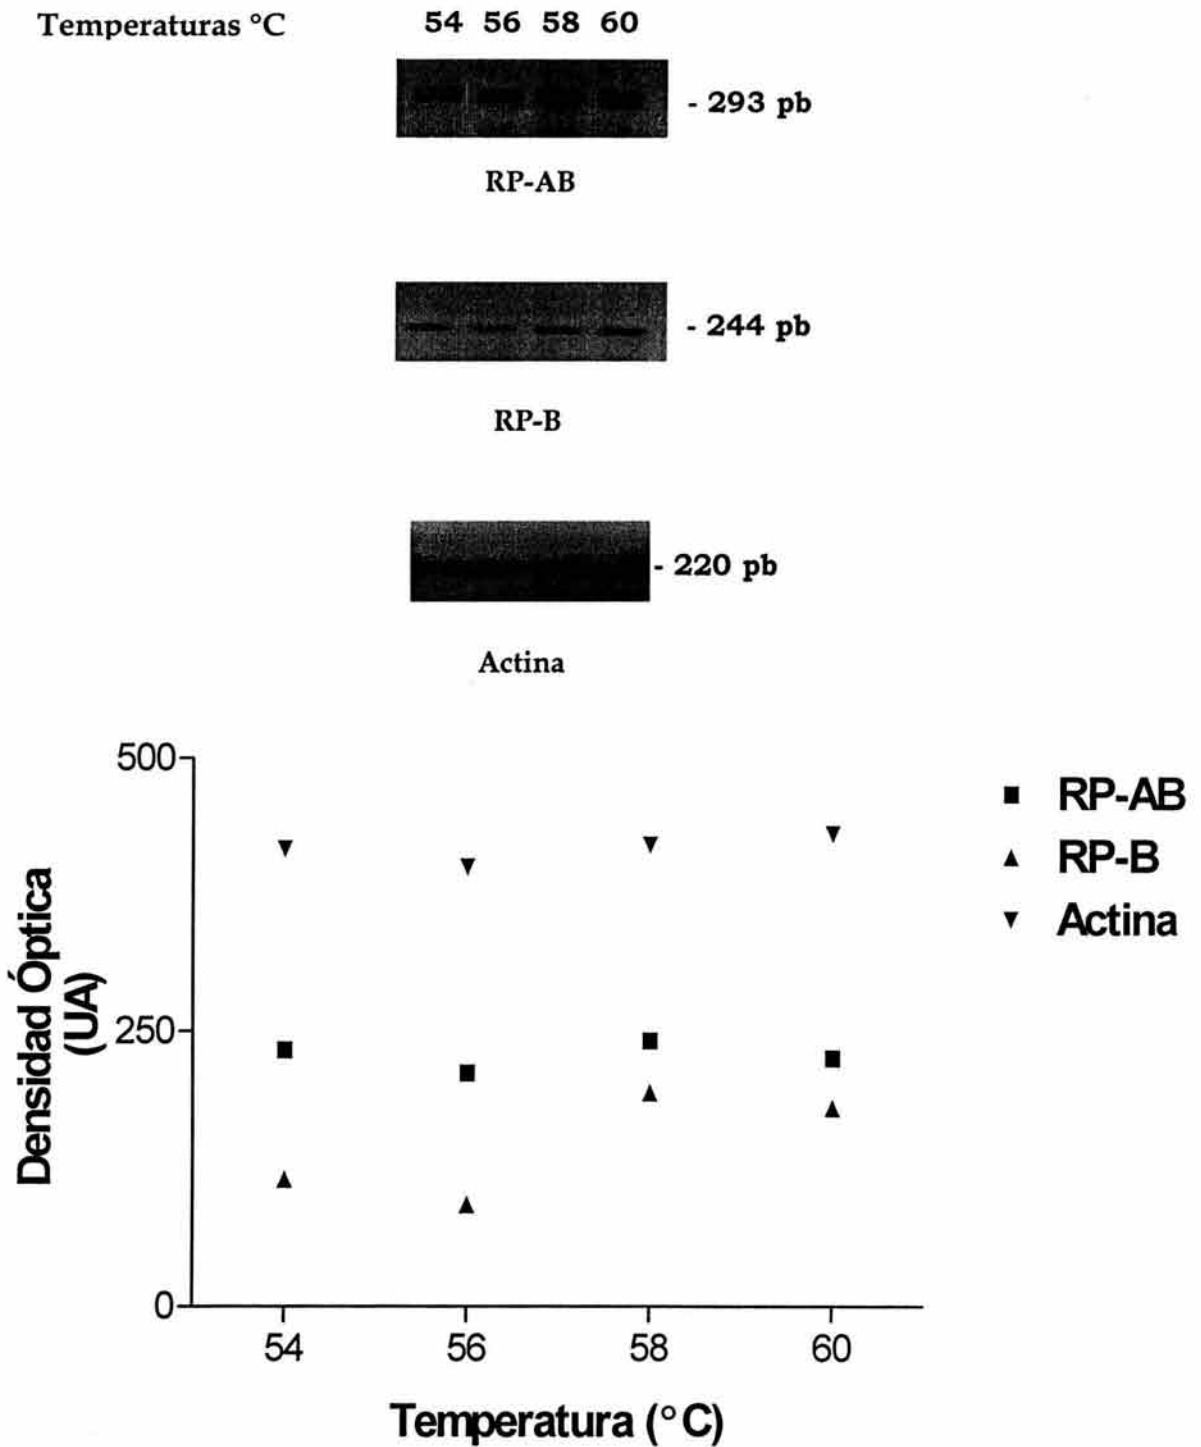 Temperaturas °C 54 56 58 60
- 293 pb
RP-AB
- 244 pb
RP-B
- 220 pb
Actina
500
250
0
Densidad Óptica
(UA)
54 56 58 60
Temperatura (°C)
RP-AB
RP-B
Actina